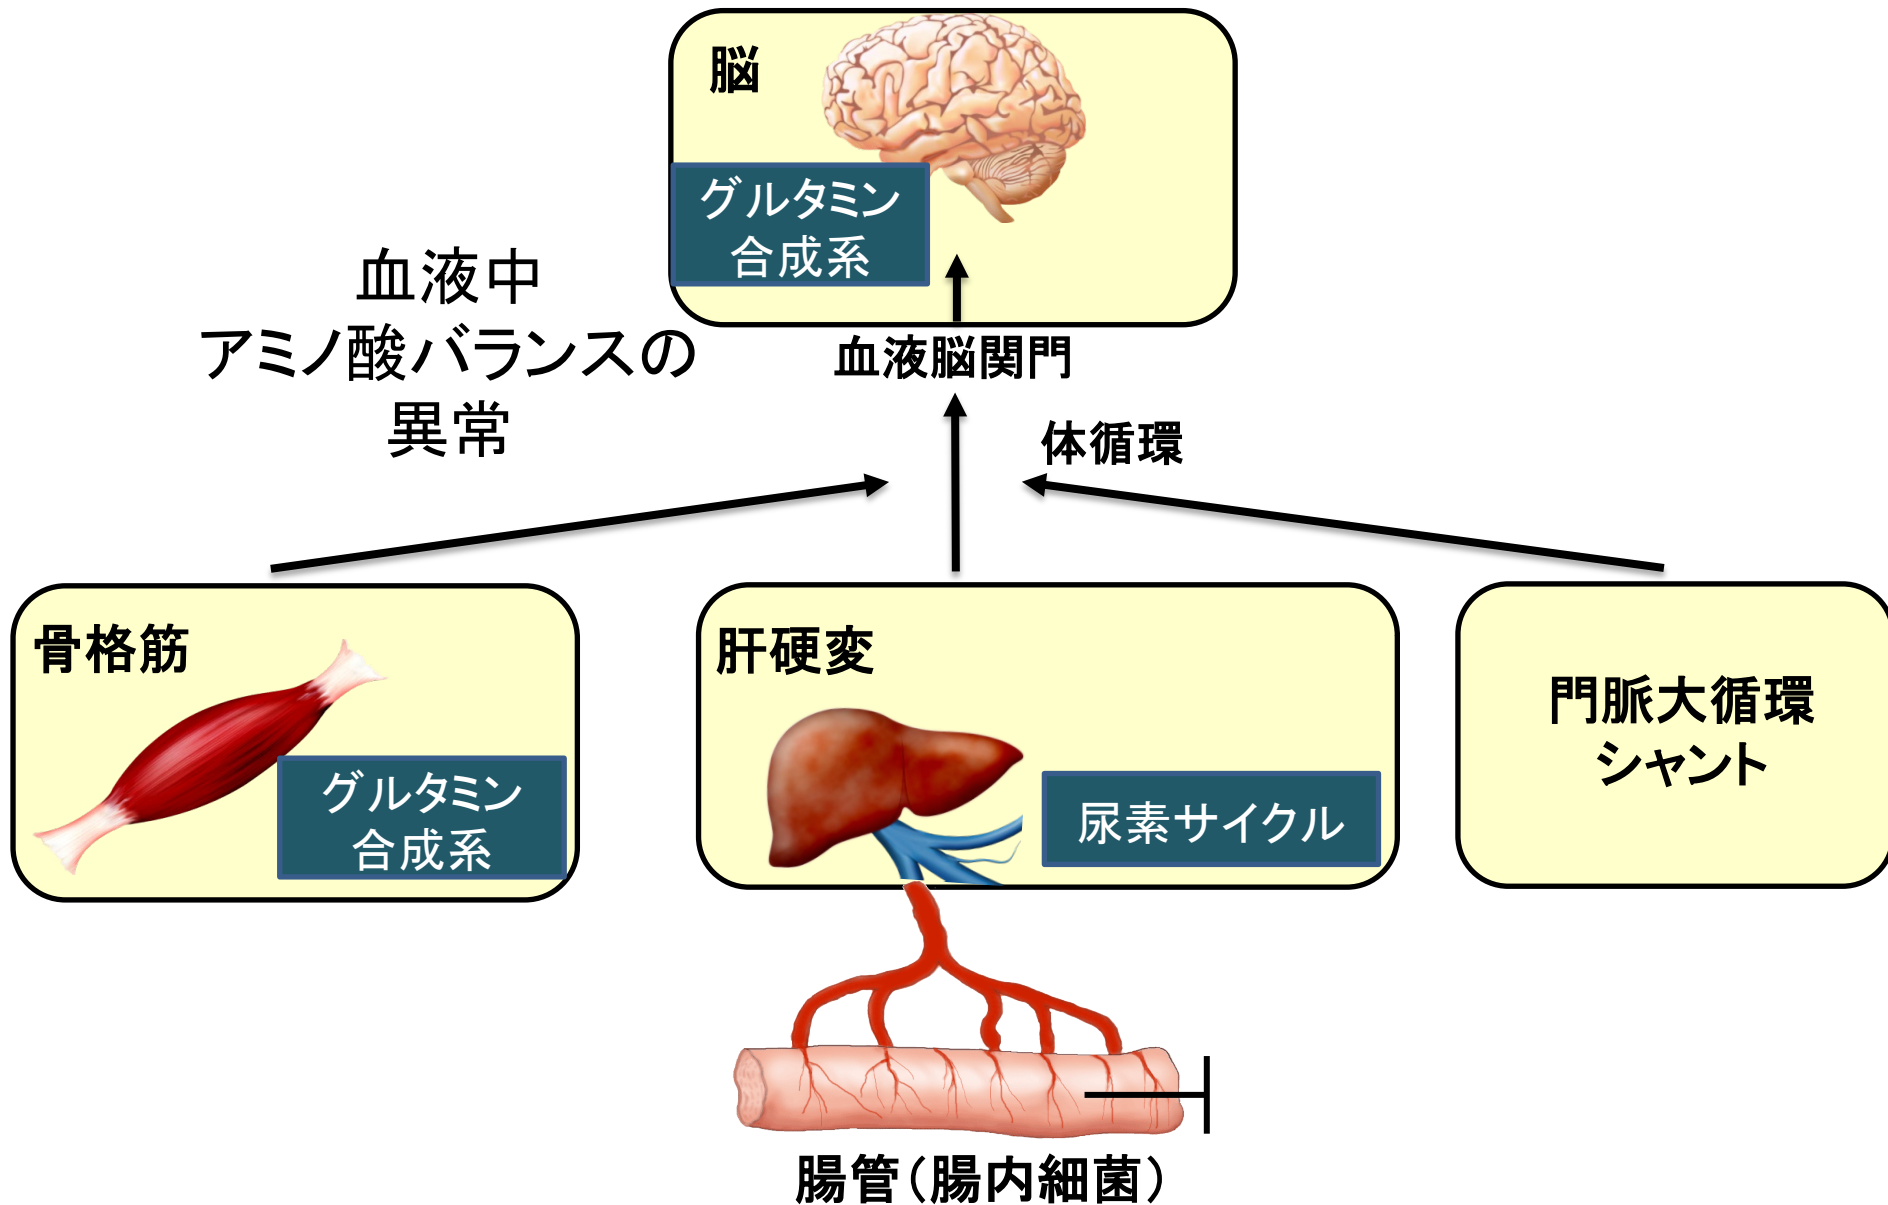 脳
グルタミン
合成系
血液中
アミノ酸バランスの
異常
血液脳関門
体循環
骨格筋
グルタミン
合成系
肝硬変
尿素サイクル
門脈大循環
シャント
腸管（腸内細菌）